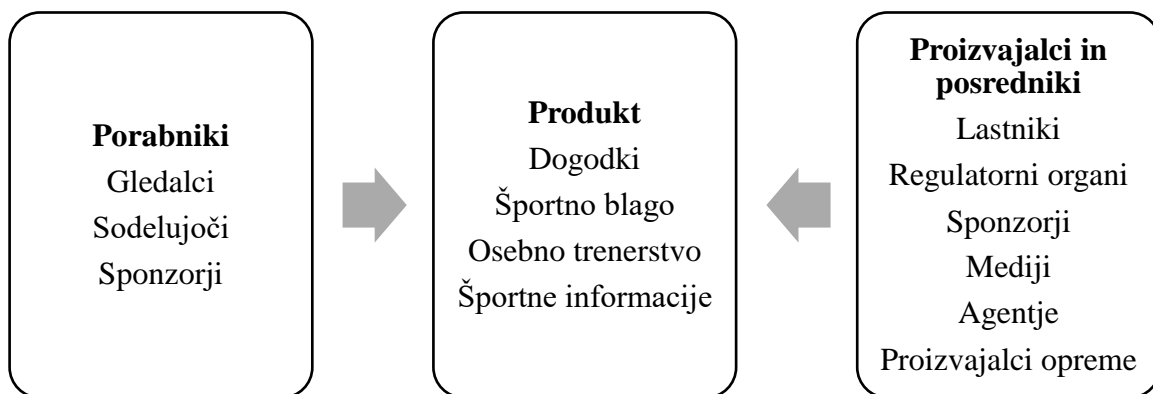 Porabniki
Gledalci
Sodelujoči
Sponzorji
Produkt
Dogodki
Športno blago
Osebno trenerstvo
Športne informacije
Proizvajalci in
posredniki
Lastniki
Regulatorni organi
Sponzorji
Mediji
Agentje
Proizvajalci opreme